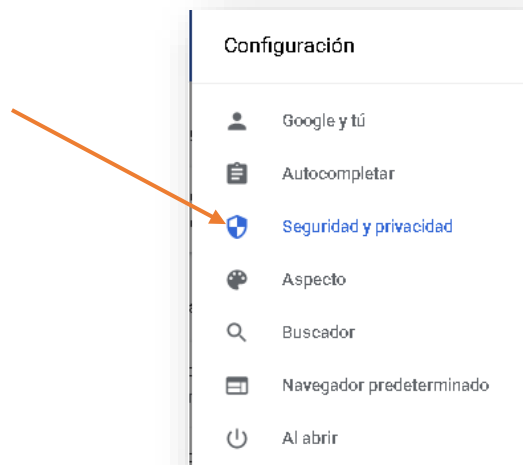 Configuración
Google y tú
Autocompletar
Seguridad y privacidad
Aspecto
Buscador
Navegador predeterminado
Al abrir